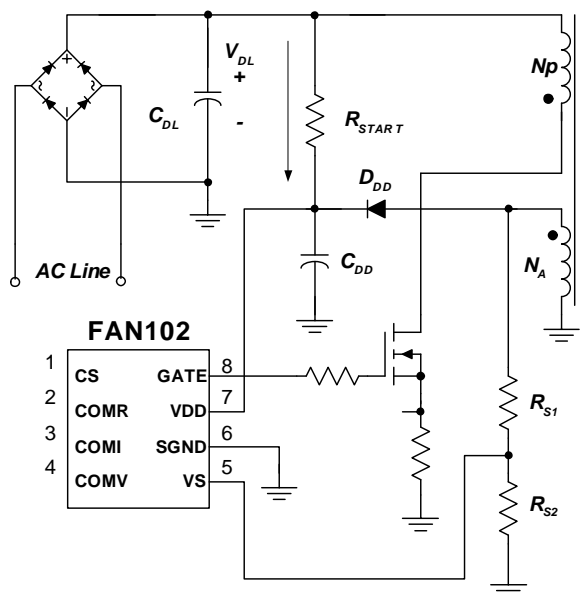 V_DL
+
-
C_DL
R_START
Np
D_DD
N_A
C_DD
+
~
~
-
AC Line
FAN102
1 CS GATE 8
2 COMR VDD 7
3 COMI SGND 6
4 COMV VS 5
R_S1
R_S2